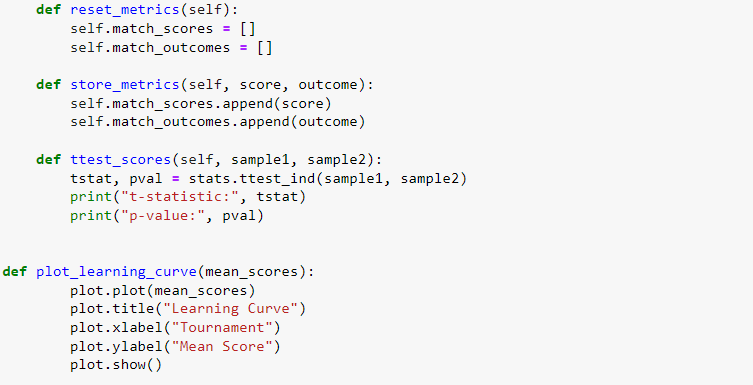 def reset_metrics(self):
        self.match_scores = []
        self.match_outcomes = []

    def store_metrics(self, score, outcome):
        self.match_scores.append(score)
        self.match_outcomes.append(outcome)

    def ttest_scores(self, sample1, sample2):
        tstat, pval = stats.ttest_ind(sample1, sample2)
        print("t-statistic:", tstat)
        print("p-value:", pval)


def plot_learning_curve(mean_scores):
        plot.plot(mean_scores)
        plot.title("Learning Curve")
        plot.xlabel("Tournament")
        plot.ylabel("Mean Score")
        plot.show()